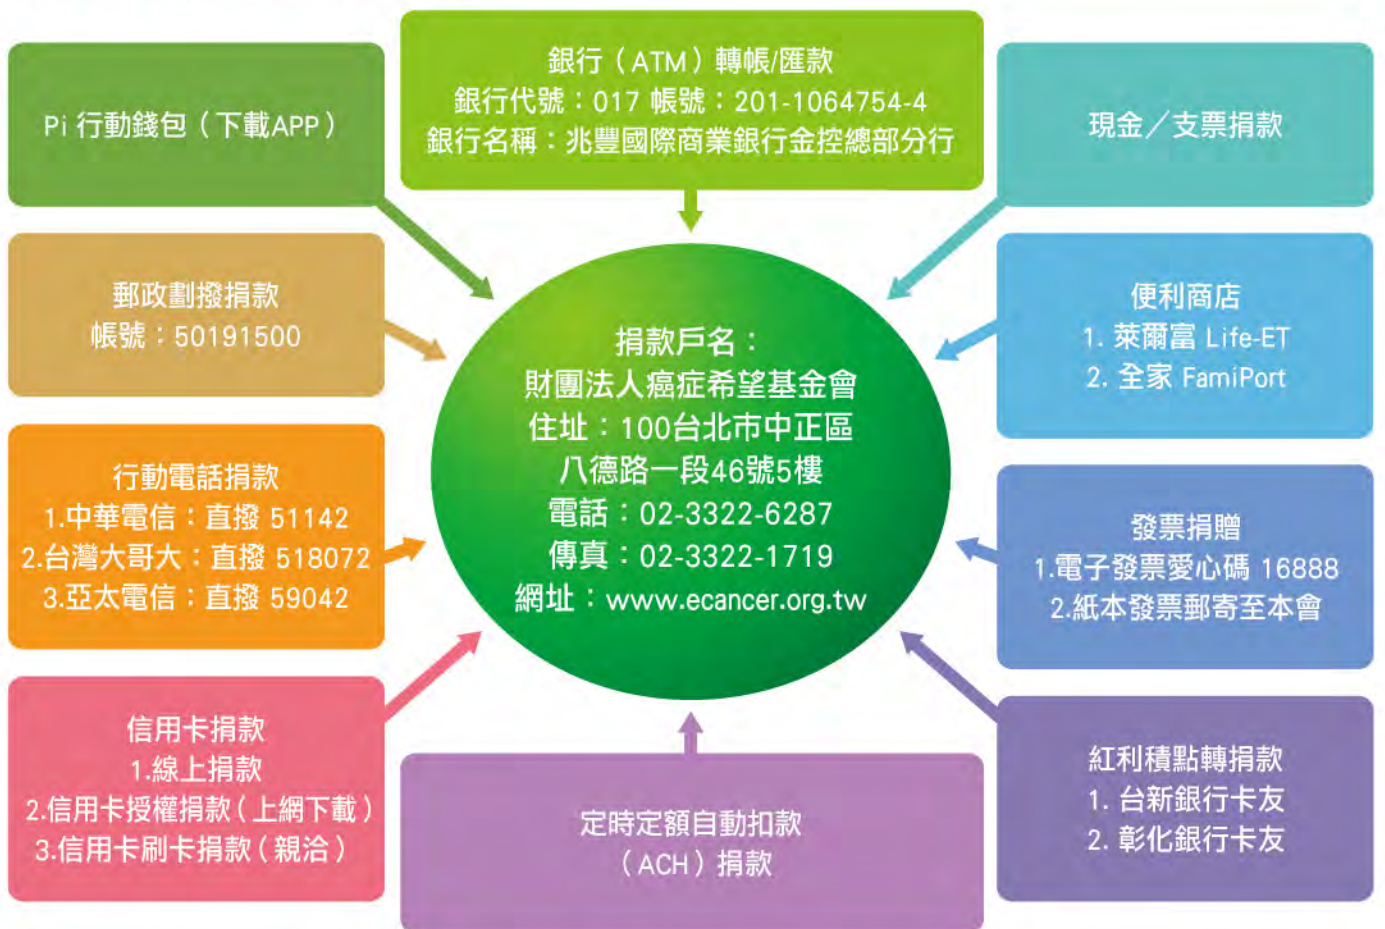 Pi 行動錢包（下載APP）
銀行（ATM）轉帳/匯款
銀行代號：017 帳號：201-1064754-4
銀行名稱：兆豐國際商業銀行金控總部分行
現金／支票捐款
郵政劃撥捐款
帳號：50191500
捐款戶名：
財團法人癌症希望基金會
住址：100台北市中正區
八德路一段46號5樓
電話：02-3322-6287
傳真：02-3322-1719
網址：www.ecancer.org.tw
便利商店
1. 萊爾富 Life-ET
2. 全家 FamiPort
行動電話捐款
1.中華電信：直撥 51142
2.台灣大哥大：直撥 518072
3.亞太電信：直撥 59042
發票捐贈
1.電子發票愛心碼 16888
2.紙本發票郵寄至本會
信用卡捐款
1.線上捐款
2.信用卡授權捐款（上網下載）
3.信用卡刷卡捐款（親洽）
定時定額自動扣款
（ACH）捐款
紅利積點轉捐款
1. 台新銀行卡友
2. 彰化銀行卡友